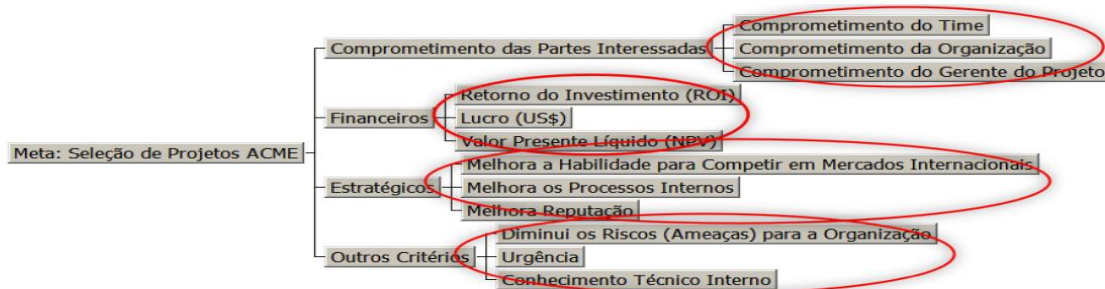 Comprometimento do Time
Comprometimento das Partes Interessadas
Comprometimento da Organização
Comprometimento do Gerente do Projeto
Retorno do Investimento (ROI)
Financeiros
Lucro (US$)
Valor Presente Líquido (NPV)
Meta: Seleção de Projetos ACME
Melhora a Habilidade para Competir em Mercados Internacionais
Estratégicos
Melhora os Processos Internos
Melhora Reputação
Diminui os Riscos (Ameaças) para a Organização
Outros Critérios
Urgência
Conhecimento Técnico Interno